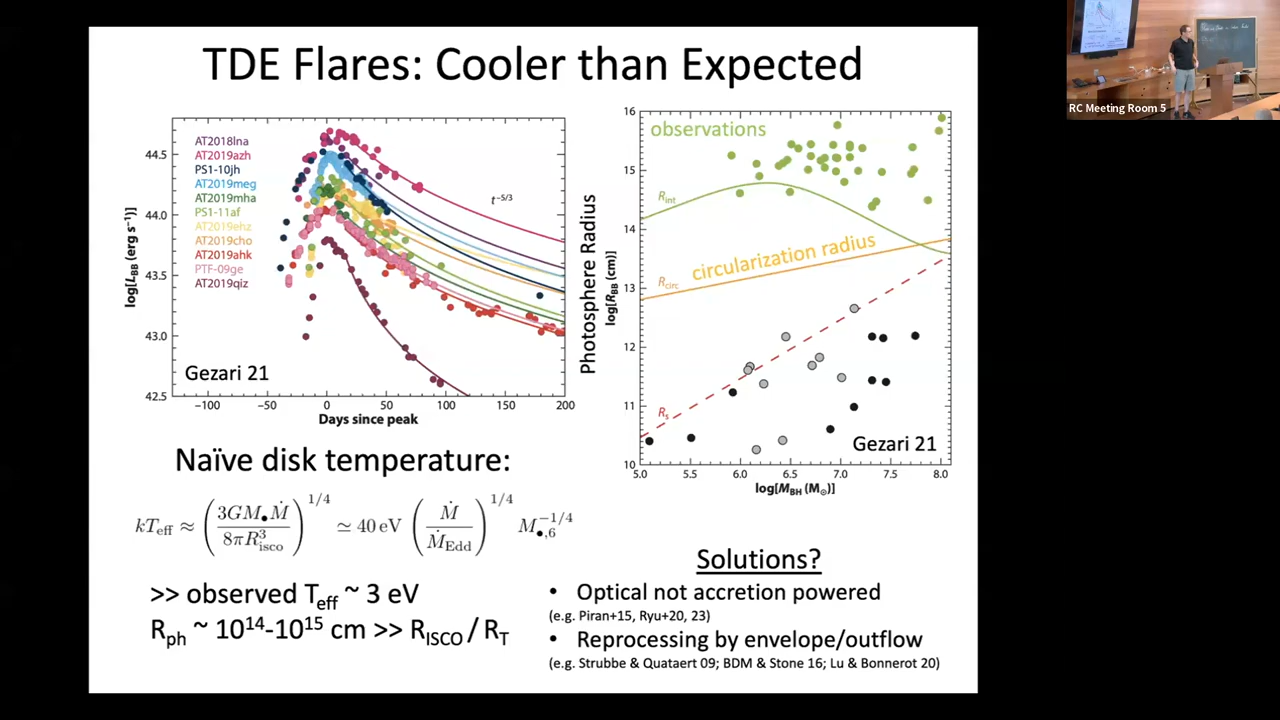 TDE Flares: Cooler than Expected
AT2018lna
AT2019azh
PS1-10jh
AT2019meg
AT2019mha
PS1-11af
AT2019ehz
AT2019cho
AT2019ahk
PTF-09ge
AT2019qiz
t^−5/3
Gezari 21
log[L_BB (erg s⁻¹)]
44.5
44.0
43.5
43.0
42.5
−100 −50 0 50 100 150 200
Days since peak
observations
R_int
circularization radius
R_circ
R_s
Gezari 21
Photosphere Radius
log[R_BB (cm)]
16
15
14
13
12
11
10
5.0 5.5 6.0 6.5 7.0 7.5 8.0
log[M_BH (M_⊙)]
Naïve disk temperature:
kT_eff ≈ (3GM_•Ṁ / 8πR³_isco)^1/4 ≃ 40 eV (Ṁ / Ṁ_Edd)^1/4 M_•,6^−1/4
>> observed T_eff ~ 3 eV
R_ph ~ 10¹⁴-10¹⁵ cm >> R_ISCO / R_T
Solutions?
• Optical not accretion powered
(e.g. Piran+15, Ryu+20, 23)
• Reprocessing by envelope/outflow
(e.g. Strubbe & Quataert 09; BDM & Stone 16; Lu & Bonnerot 20)
RC Meeting Room 5